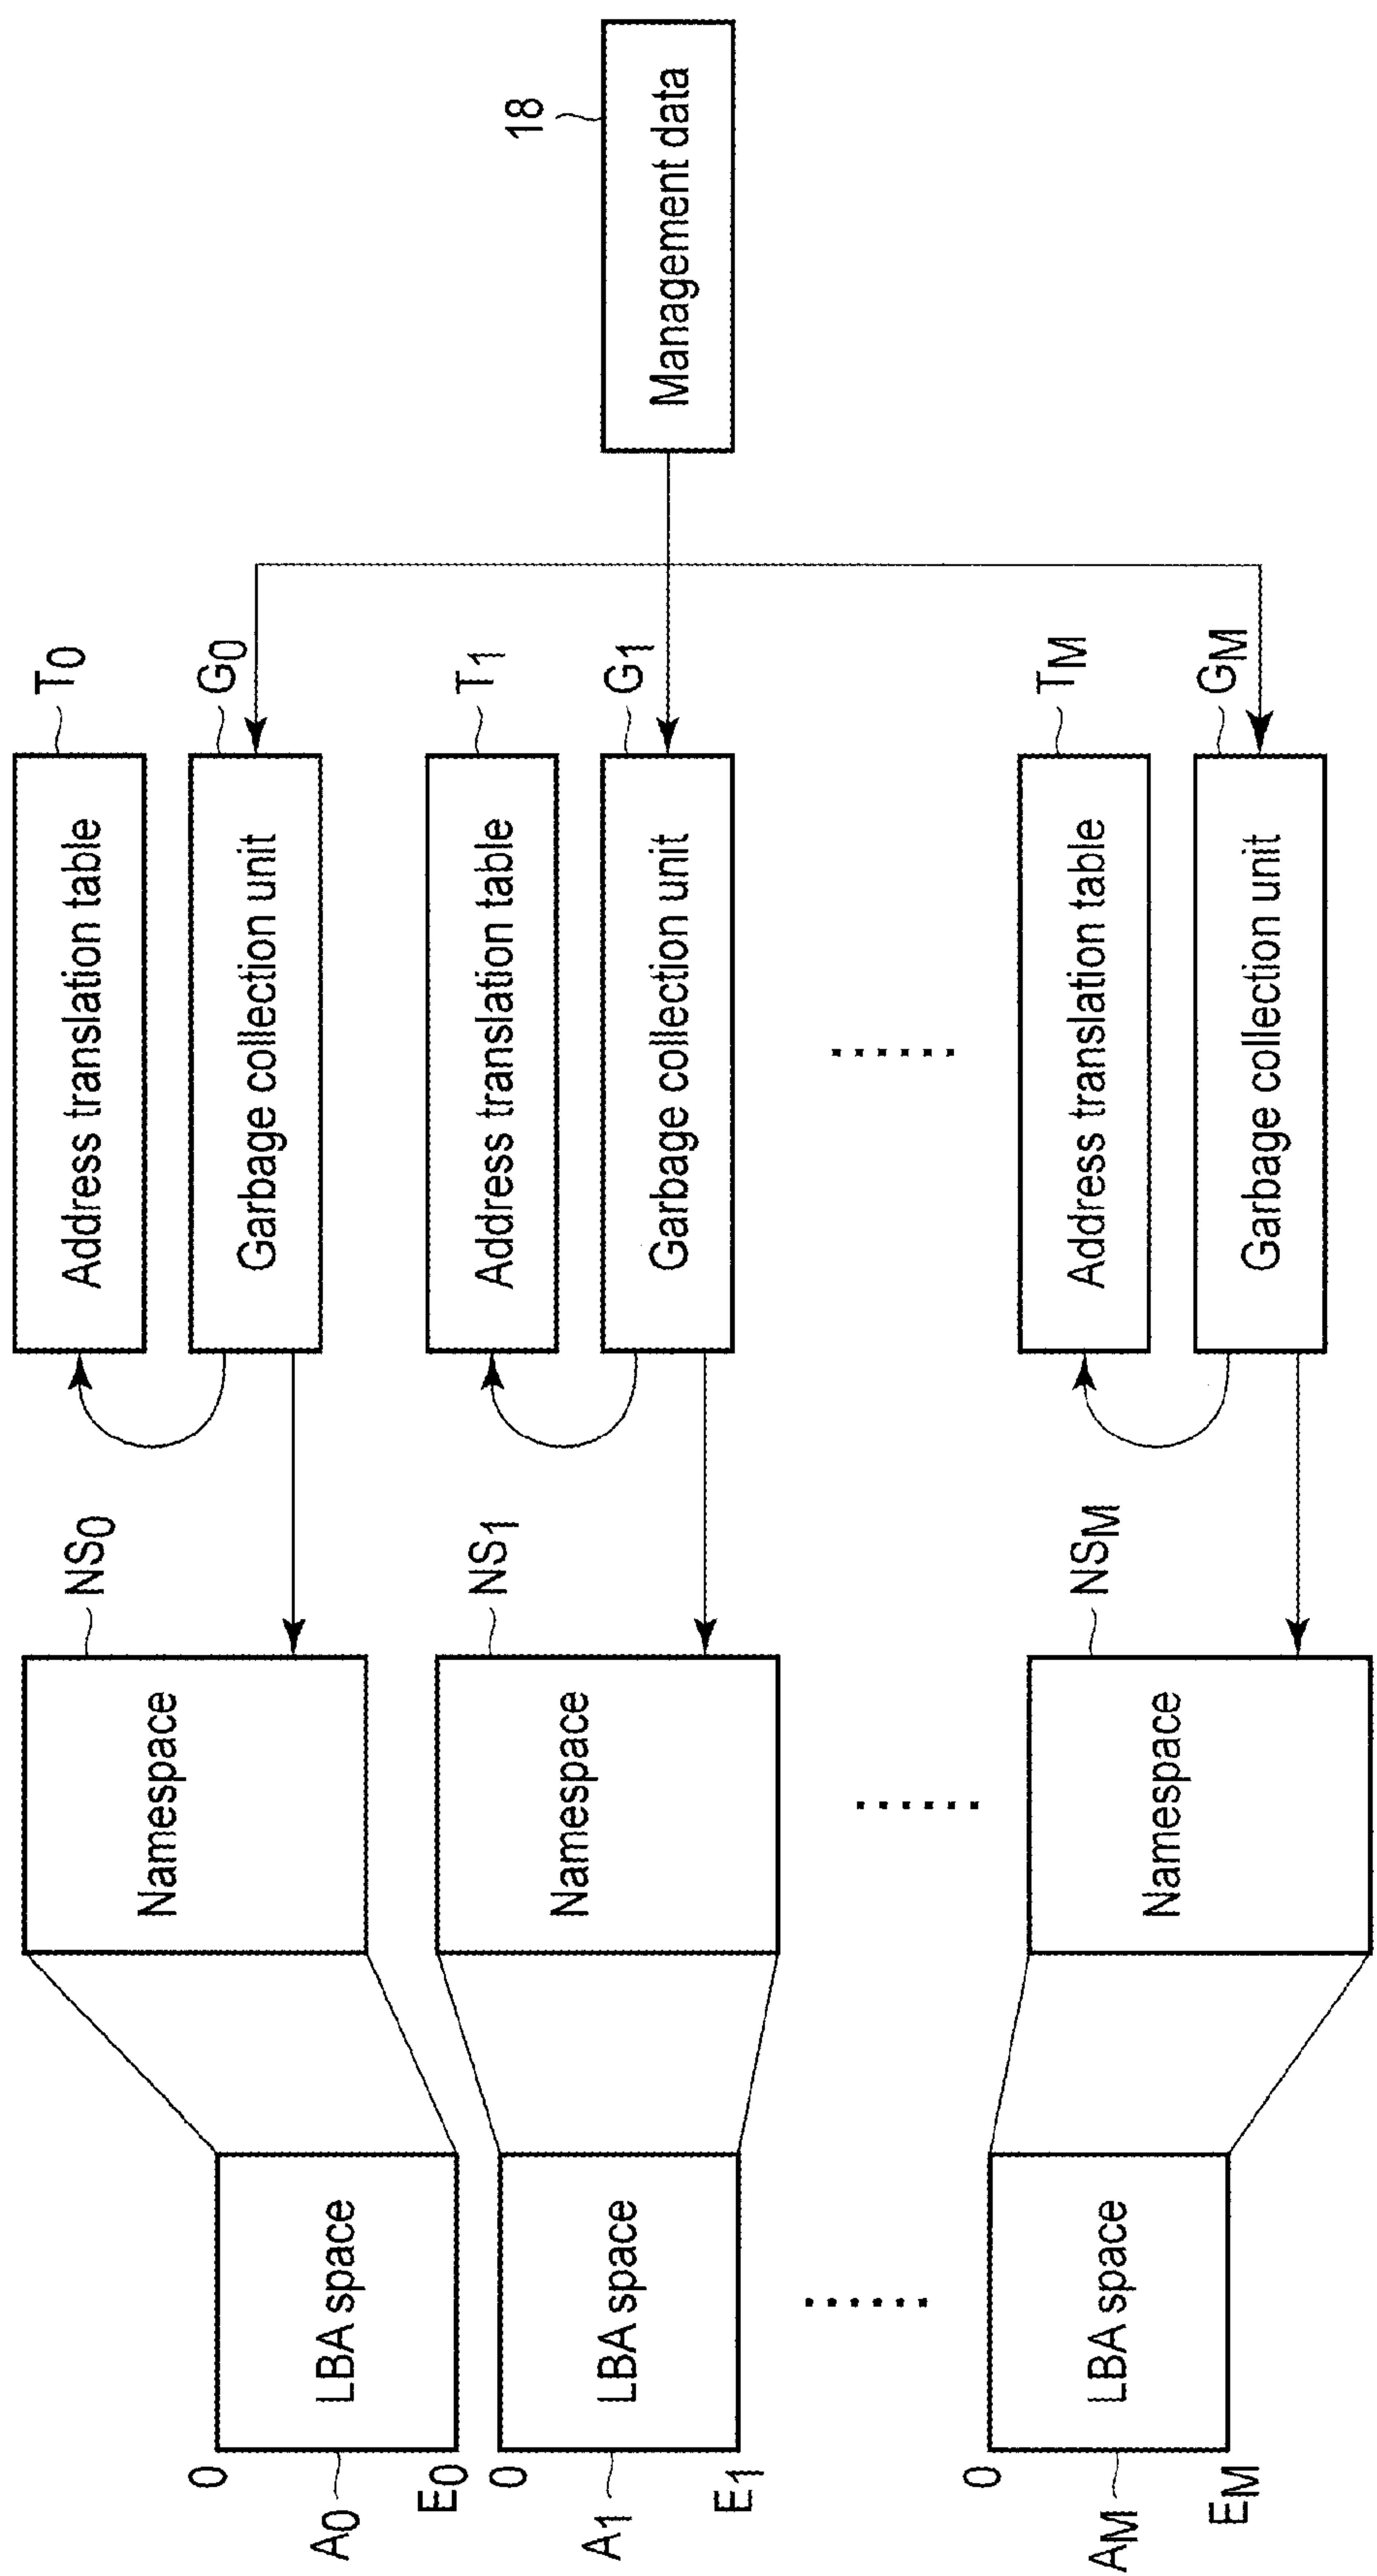 0
A0
E0
LBA space
Namespace
NS0
Address translation table
T0
Garbage collection unit
G0
0
A1
E1
LBA space
Namespace
NS1
Address translation table
T1
Garbage collection unit
G1
Management data
18
0
AM
EM
LBA space
Namespace
NSM
Address translation table
TM
Garbage collection unit
GM